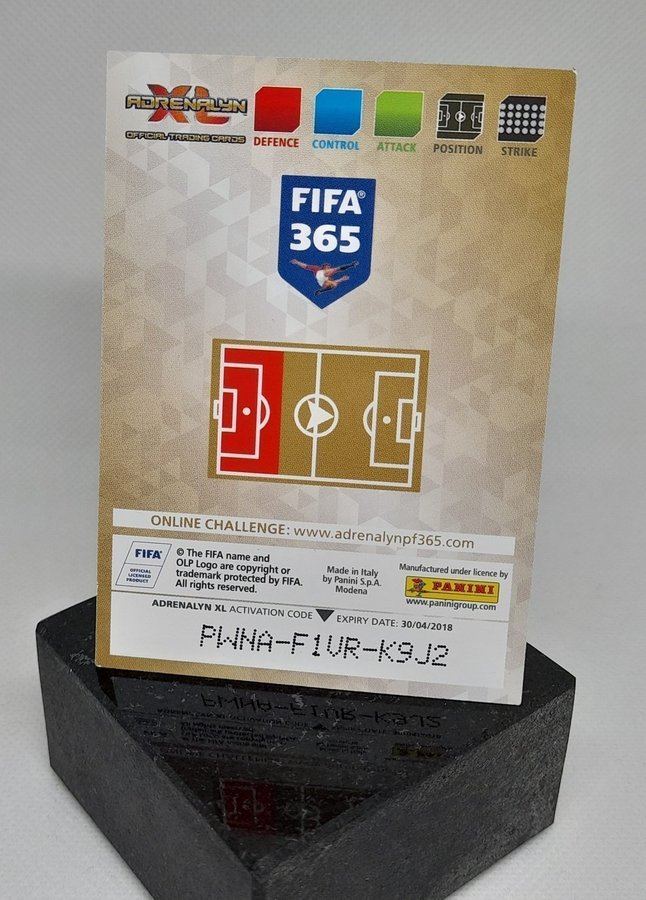 ADRENALYN XL
OFFICIAL TRADING CARDS
DEFENCE
CONTROL
ATTACK
POSITION
STRIKE
FIFA®
365
ONLINE CHALLENGE: www.adrenalynpf365.com
FIFA®
OFFICIAL
LICENSED
PRODUCT
© The FIFA name and
OLP Logo are copyright or
trademark protected by FIFA.
All rights reserved.
Made in Italy
by Panini S.p.A.
Modena
Manufactured under licence by
PANINI
www.paninigroup.com
ADRENALYN XL ACTIVATION CODE
EXPIRY DATE: 30/04/2018
PWNA-F1VR-K9J2